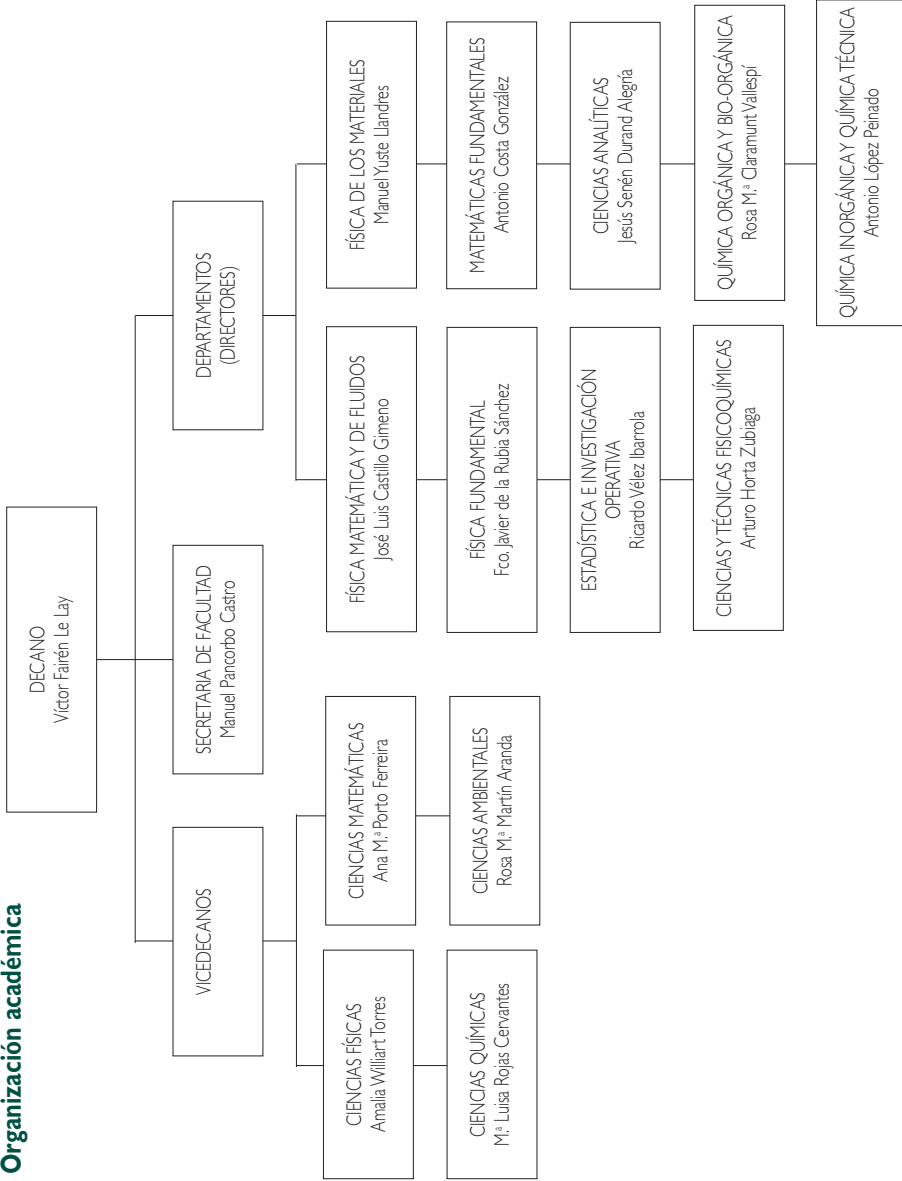 Organización académica
DECANO
Víctor Fairén Le Lay
VICEDECANOS
SECRETARIA DE FACULTAD
Manuel Pancorbo Castro
DEPARTAMENTOS
(DIRECTORES)
CIENCIAS FÍSICAS
Amalia Williart Torres
CIENCIAS MATEMÁTICAS
Ana M.ª Porto Ferreira
CIENCIAS QUÍMICAS
M.ª Luisa Rojas Cervantes
CIENCIAS AMBIENTALES
Rosa M.ª Martín Aranda
FÍSICA MATEMÁTICA Y DE FLUIDOS
José Luis Castillo Gimeno
FÍSICA DE LOS MATERIALES
Manuel Yuste Llandres
FÍSICA FUNDAMENTAL
Fco. Javier de la Rubia Sánchez
MATEMÁTICAS FUNDAMENTALES
Antonio Costa González
ESTADÍSTICA E INVESTIGACIÓN
OPERATIVA
Ricardo Vélez Ibarrola
CIENCIAS ANALÍTICAS
Jesús Senén Durand Alegría
CIENCIAS Y TÉCNICAS FISICOQUÍMICAS
Arturo Horta Zubiaga
QUÍMICA ORGÁNICA Y BIO-ORGÁNICA
Rosa M.ª Claramunt Vallespí
QUÍMICA INORGÁNICA Y QUÍMICA TÉCNICA
Antonio López Peinado